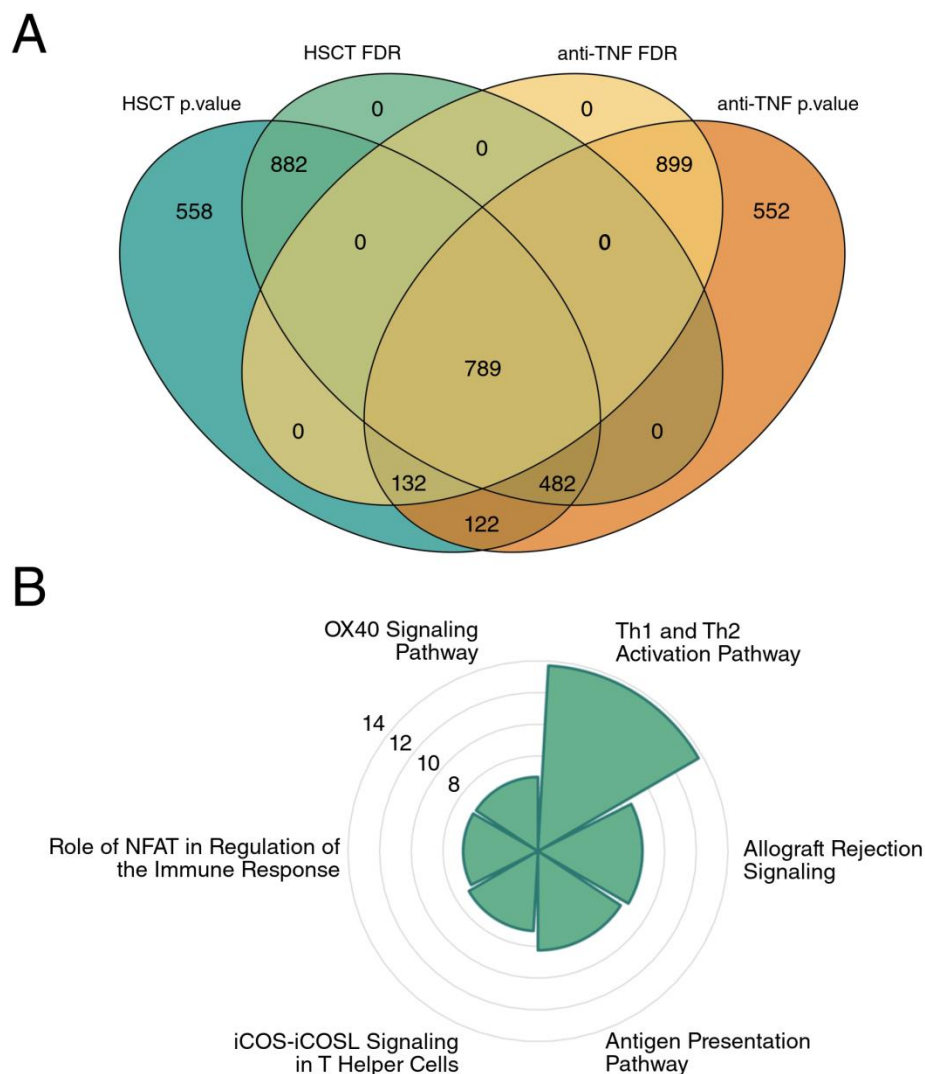 A
HSCT FDR
anti-TNF FDR
HSCT p.value
anti-TNF p.value
0
0
0
882
899
558
552
0
0
789
0
0
132
482
122
B
OX40 Signaling
Pathway
Th1 and Th2
Activation Pathway
14
12
10
8
Role of NFAT in Regulation of
the Immune Response
Allograft Rejection
Signaling
iCOS-iCOSL Signaling
in T Helper Cells
Antigen Presentation
Pathway